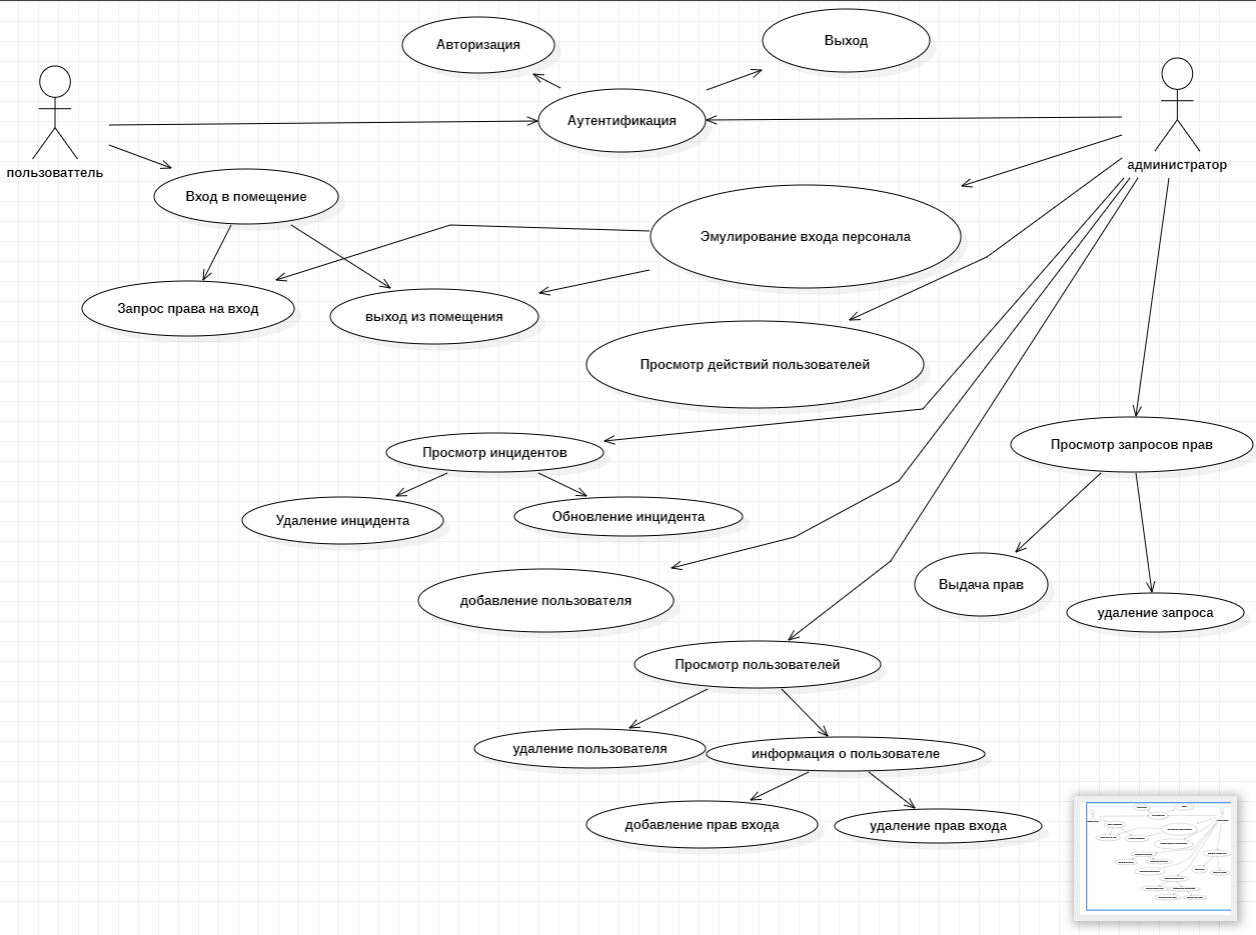 Авторизация
Выход
Аутентификация
пользоваттель
администратор
Вход в помещение
Эмулирование входа персонала
Запрос права на вход
выход из помещения
Просмотр действий пользователей
Просмотр инцидентов
Просмотр запросов прав
Удаление инцидента
Обновление инцидента
добавление пользователя
Выдача прав
удаление запроса
Просмотр пользователей
удаление пользователя
информация о пользователе
добавление прав входа
удаление прав входа